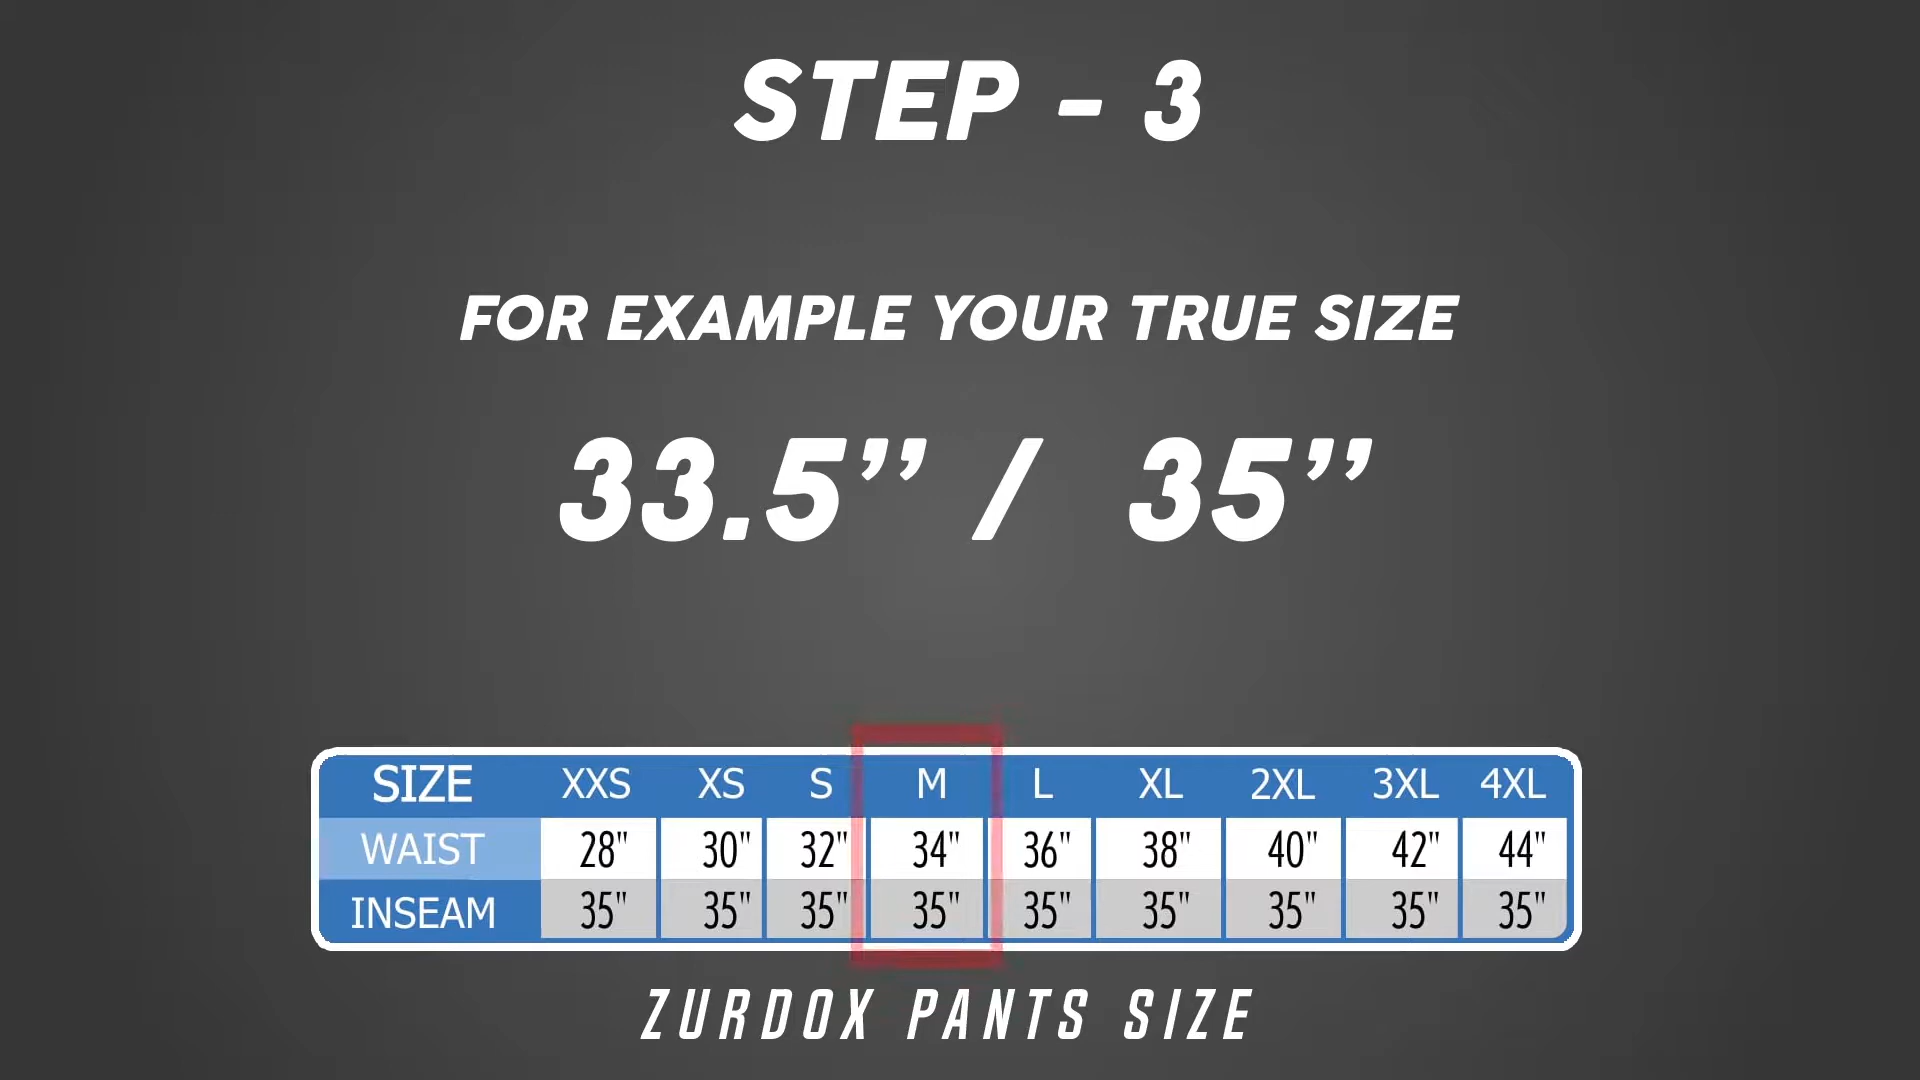 STEP - 3
FOR EXAMPLE YOUR TRUE SIZE
33.5’’ / 35’’
SIZE XXS XS S M L XL 2XL 3XL 4XL
WAIST 28" 30" 32" 34" 36" 38" 40" 42" 44"
INSEAM 35" 35" 35" 35" 35" 35" 35" 35" 35"
ZURDOX PANTS SIZE